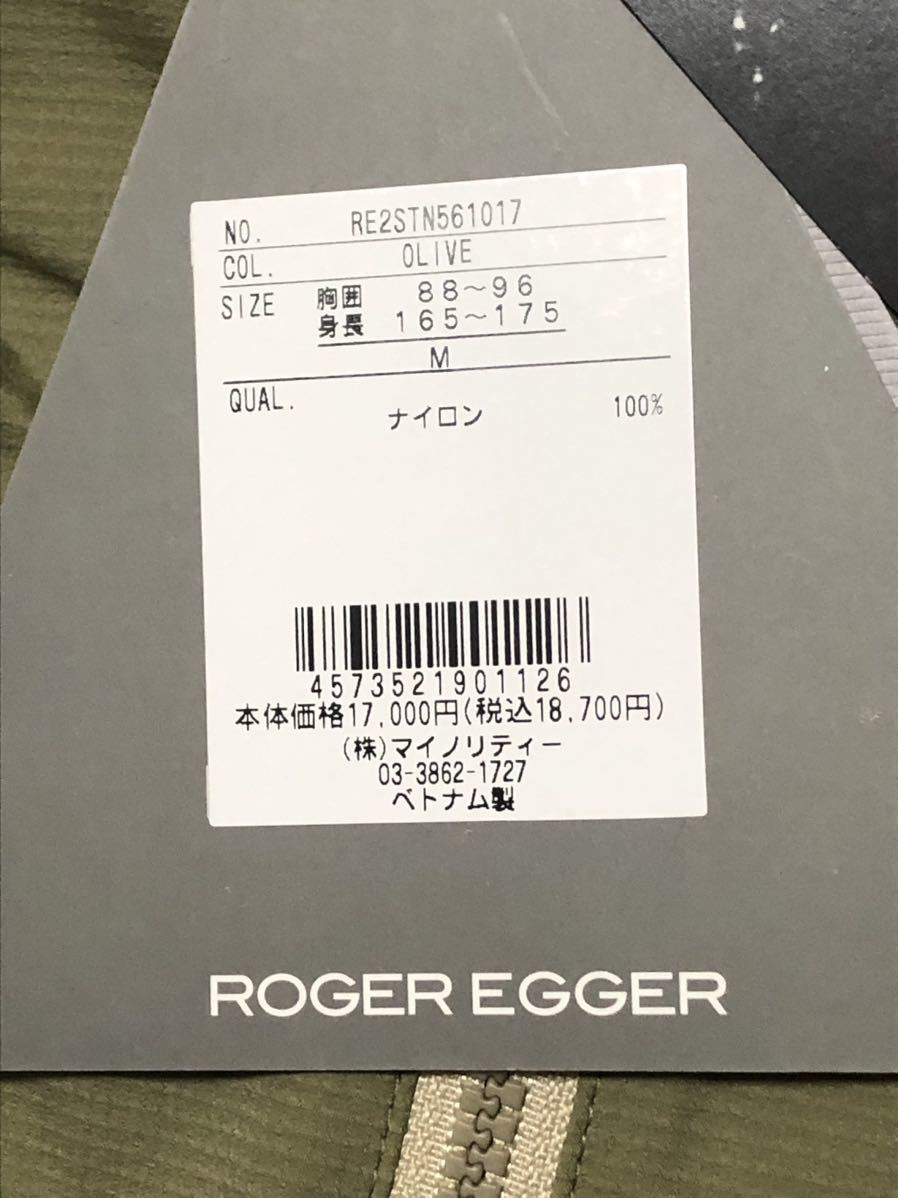 NO. RE2STN561017
COL. OLIVE
SIZE 胸囲 88～96
身長 165～175
M
QUAL.
ナイロン 100%
4573521901126
本体価格17,000円(税込18,700円)
(株)マイノリティー
03-3862-1727
ベトナム製
ROGER EGGER